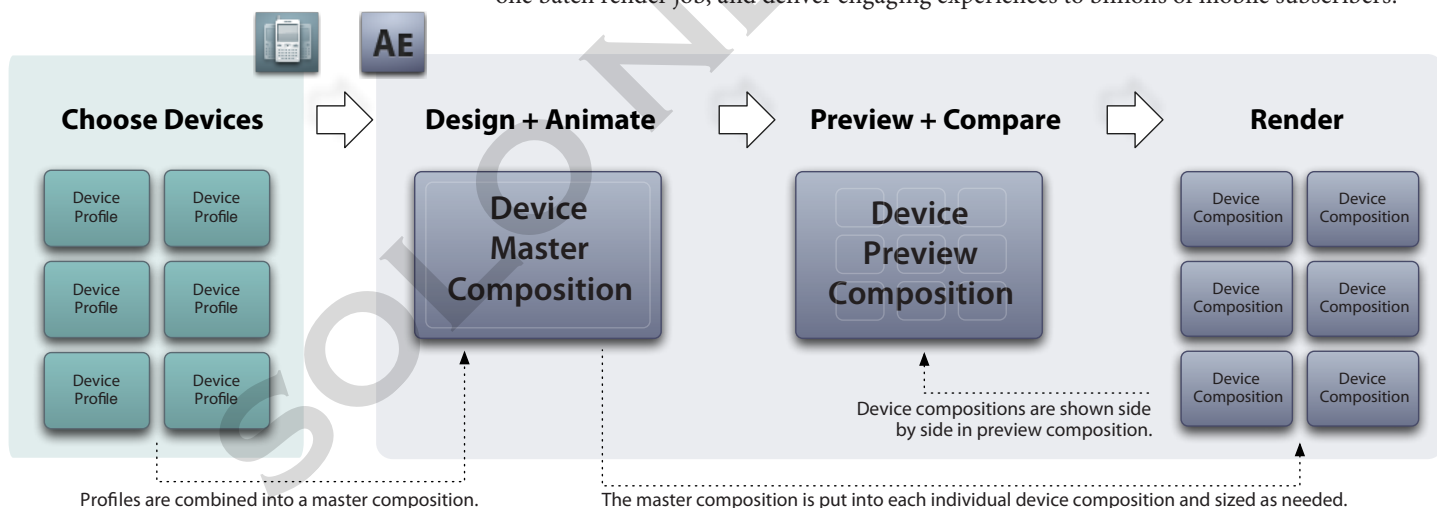 one batch render job, and deliver engaging experiences to billions of mobile subscribers.
AE
Choose Devices
Design + Animate
Preview + Compare
Render
Device
Profile
Device
Profile
Device
Profile
Device
Profile
Device
Profile
Device
Profile
Device
Master
Composition
Device
Preview
Composition
Device
Composition
Device
Composition
Device
Composition
Device
Composition
Device
Composition
Device
Composition
Device compositions are shown side
by side in preview composition.
Profiles are combined into a master composition.
The master composition is put into each individual device composition and sized as needed.
SOLO